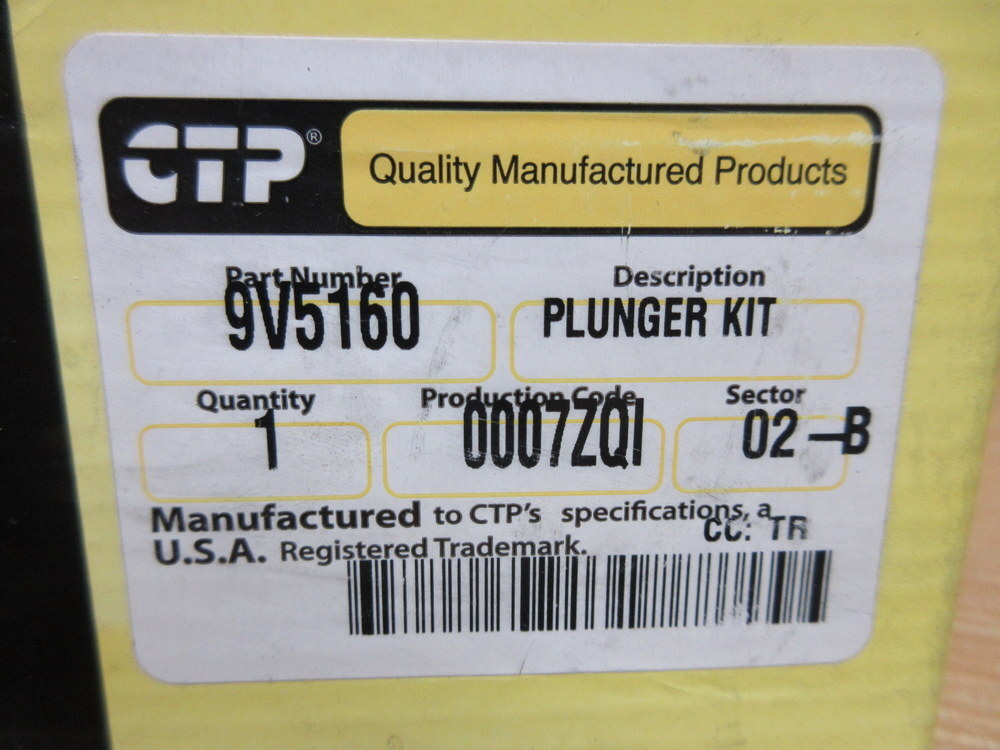 CTP®
Quality Manufactured Products
Part Number Description
9V5160 PLUNGER KIT
Quantity Production Code Sector
1 0007ZQI 02-B
Manufactured to CTP's specifications, a
CC: TR
U.S.A. Registered Trademark.